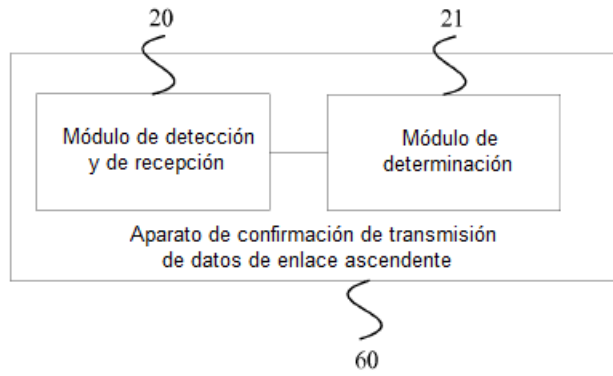 20
21
Módulo de detección
y de recepción
Módulo de
determinación
Aparato de confirmación de transmisión
de datos de enlace ascendente
60